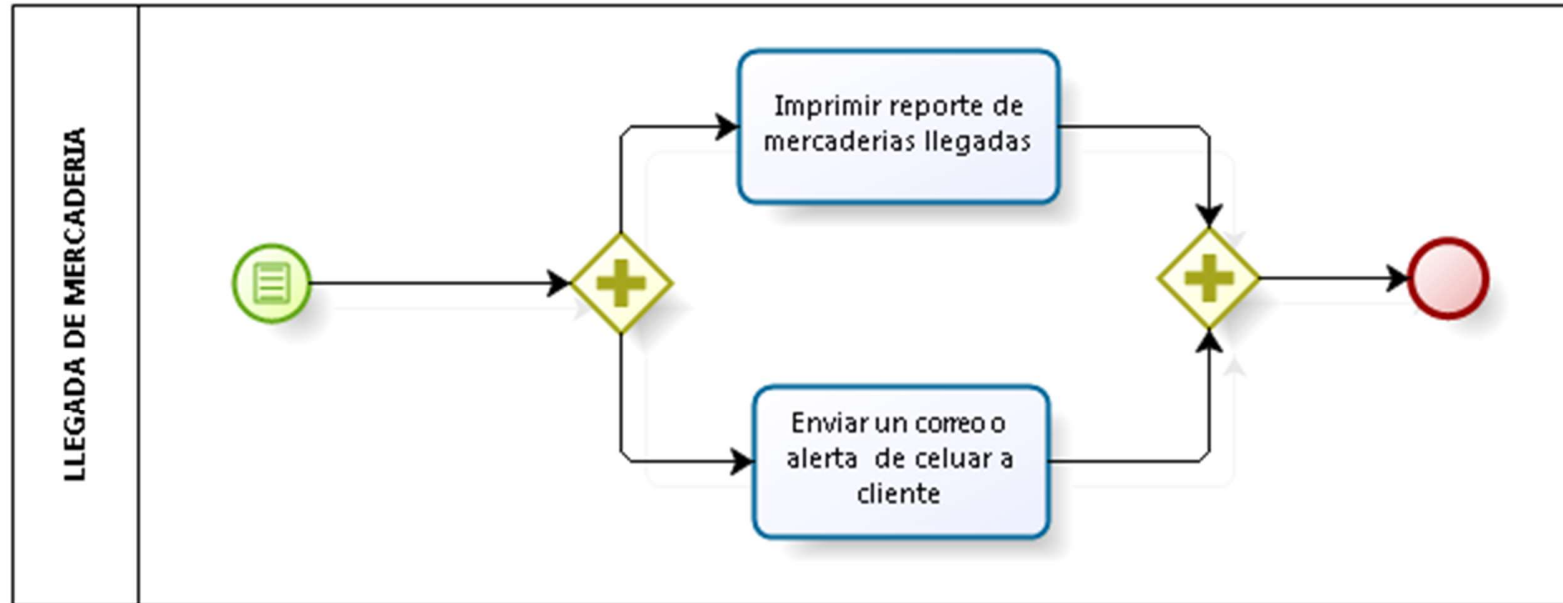 LLEGADA DE MERCADERIA
Imprimir reporte de
mercaderias llegadas
Enviar un correo o
alerta de celuar a
cliente